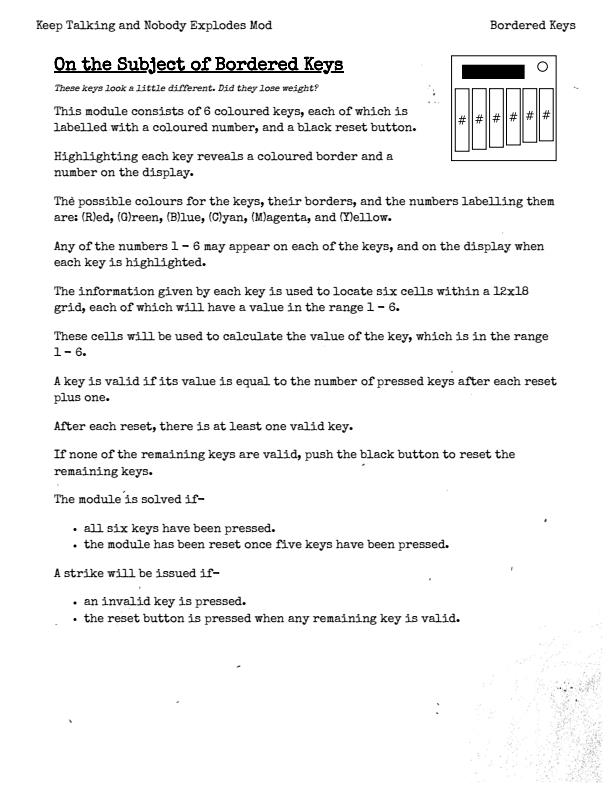 Keep Talking and Nobody Explodes Mod
Bordered Keys
On the Subject of Bordered Keys
These keys look a little different. Did they lose weight?
This module consists of 6 coloured keys, each of which is
labelled with a coloured number, and a black reset button.
# # # # # #
Highlighting each key reveals a coloured border and a
number on the display.
The possible colours for the keys, their borders, and the numbers labelling them
are: (R)ed, (G)reen, (B)lue, (C)yan, (M)agenta, and (Y)ellow.
Any of the numbers 1 - 6 may appear on each of the keys, and on the display when
each key is highlighted.
The information given by each key is used to locate six cells within a 12x18
grid, each of which will have a value in the range 1 - 6.
These cells will be used to calculate the value of the key, which is in the range
1 - 6.
A key is valid if its value is equal to the number of pressed keys after each reset
plus one.
After each reset, there is at least one valid key.
If none of the remaining keys are valid, push the black button to reset the
remaining keys.
The module is solved if-
• all six keys have been pressed.
• the module has been reset once five keys have been pressed.
A strike will be issued if-
• an invalid key is pressed.
• the reset button is pressed when any remaining key is valid.